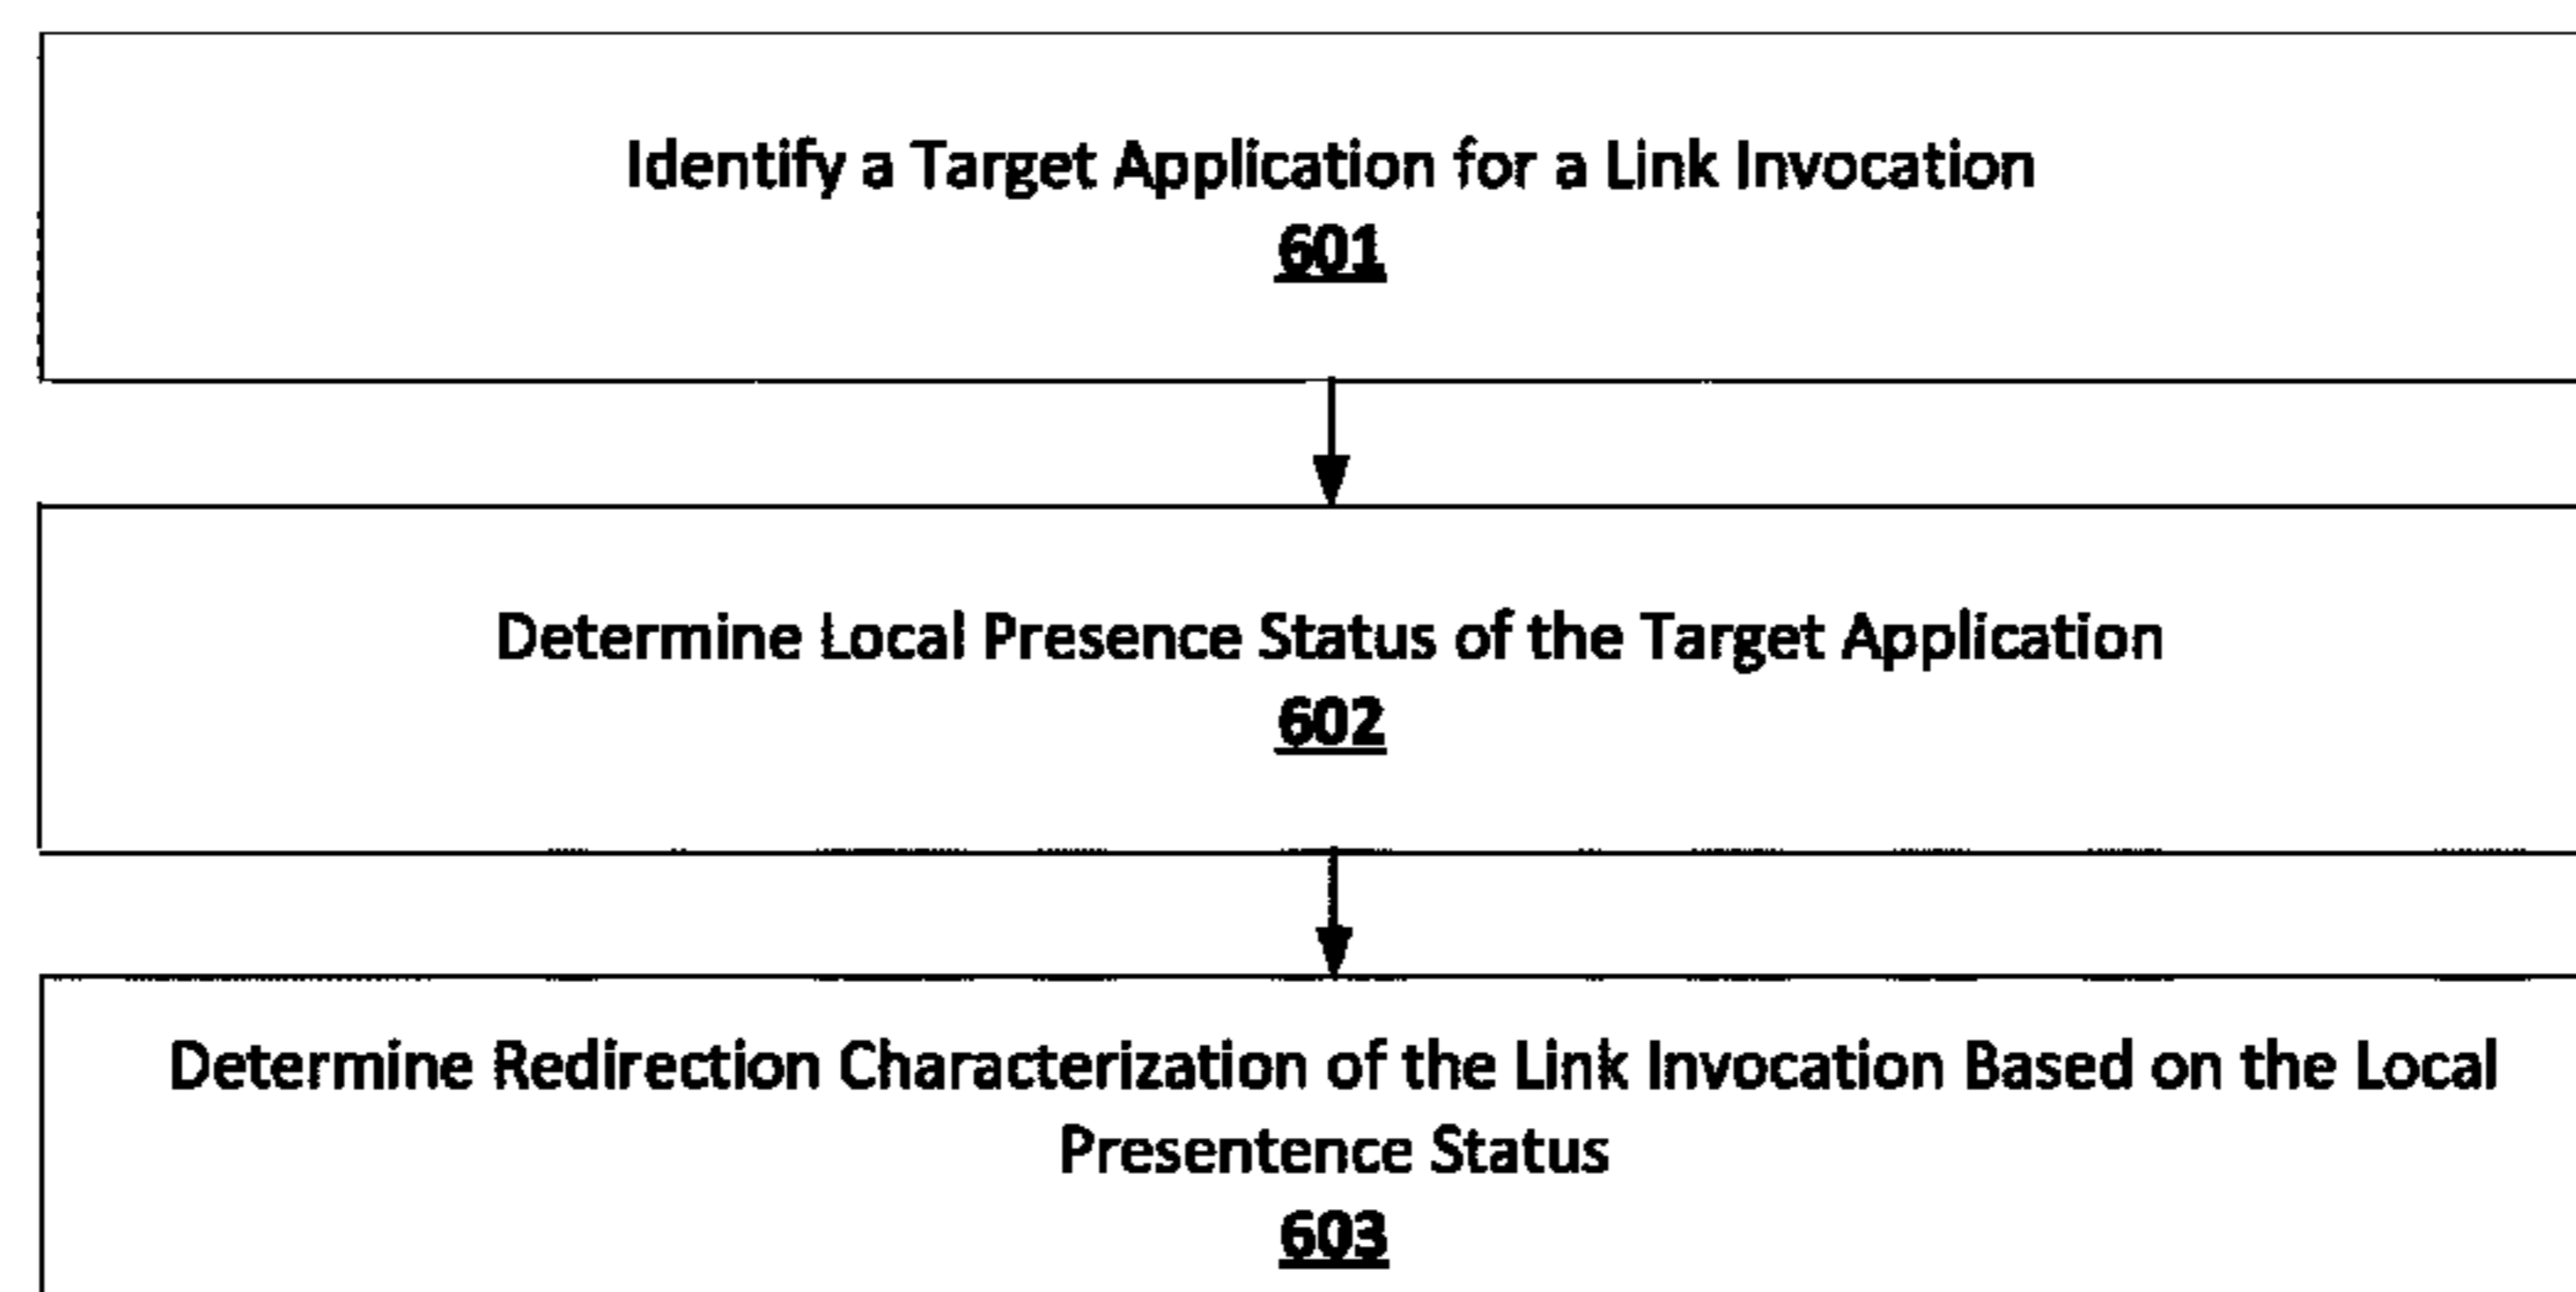 Identify a Target Application for a Link Invocation
601
Determine Local Presence Status of the Target Application
602
Determine Redirection Characterization of the Link Invocation Based on the Local
Presentence Status
603